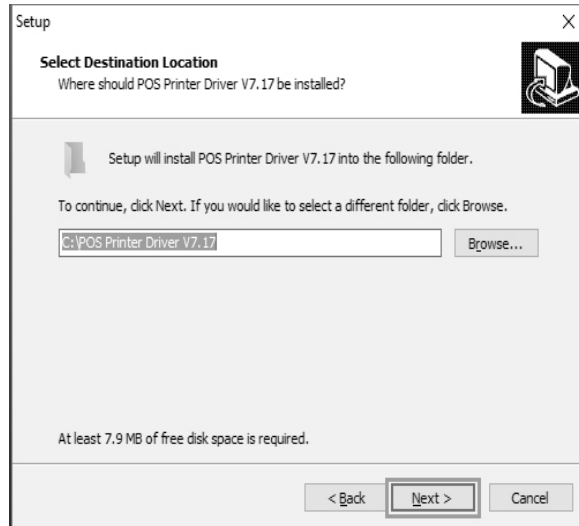 Setup
Select Destination Location
Where should POS Printer Driver V7.17 be installed?
Setup will install POS Printer Driver V7.17 into the following folder.
To continue, click Next. If you would like to select a different folder, click Browse.
C:\POS Printer Driver V7.17
Browse...
At least 7.9 MB of free disk space is required.
< Back Next > Cancel